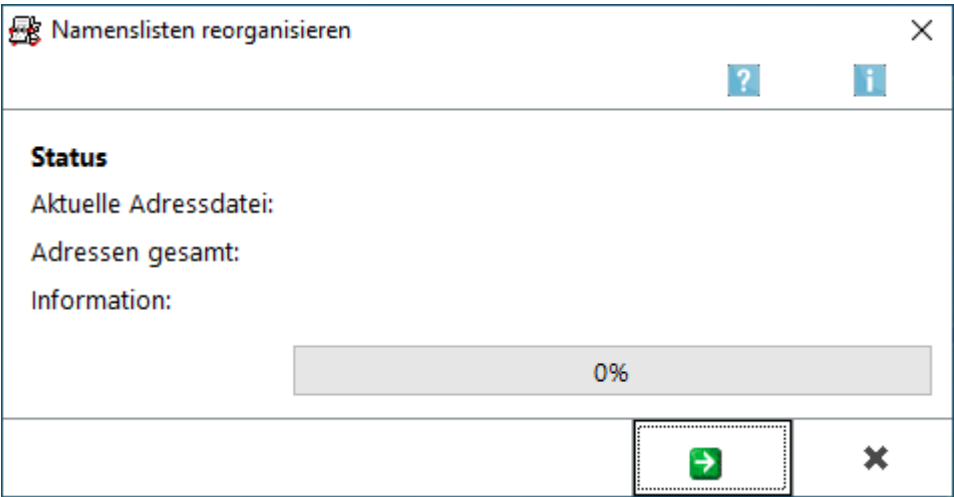 Namenslisten reorganisieren
? i
Status
Aktuelle Adressdatei:
Adressen gesamt:
Information:
0%